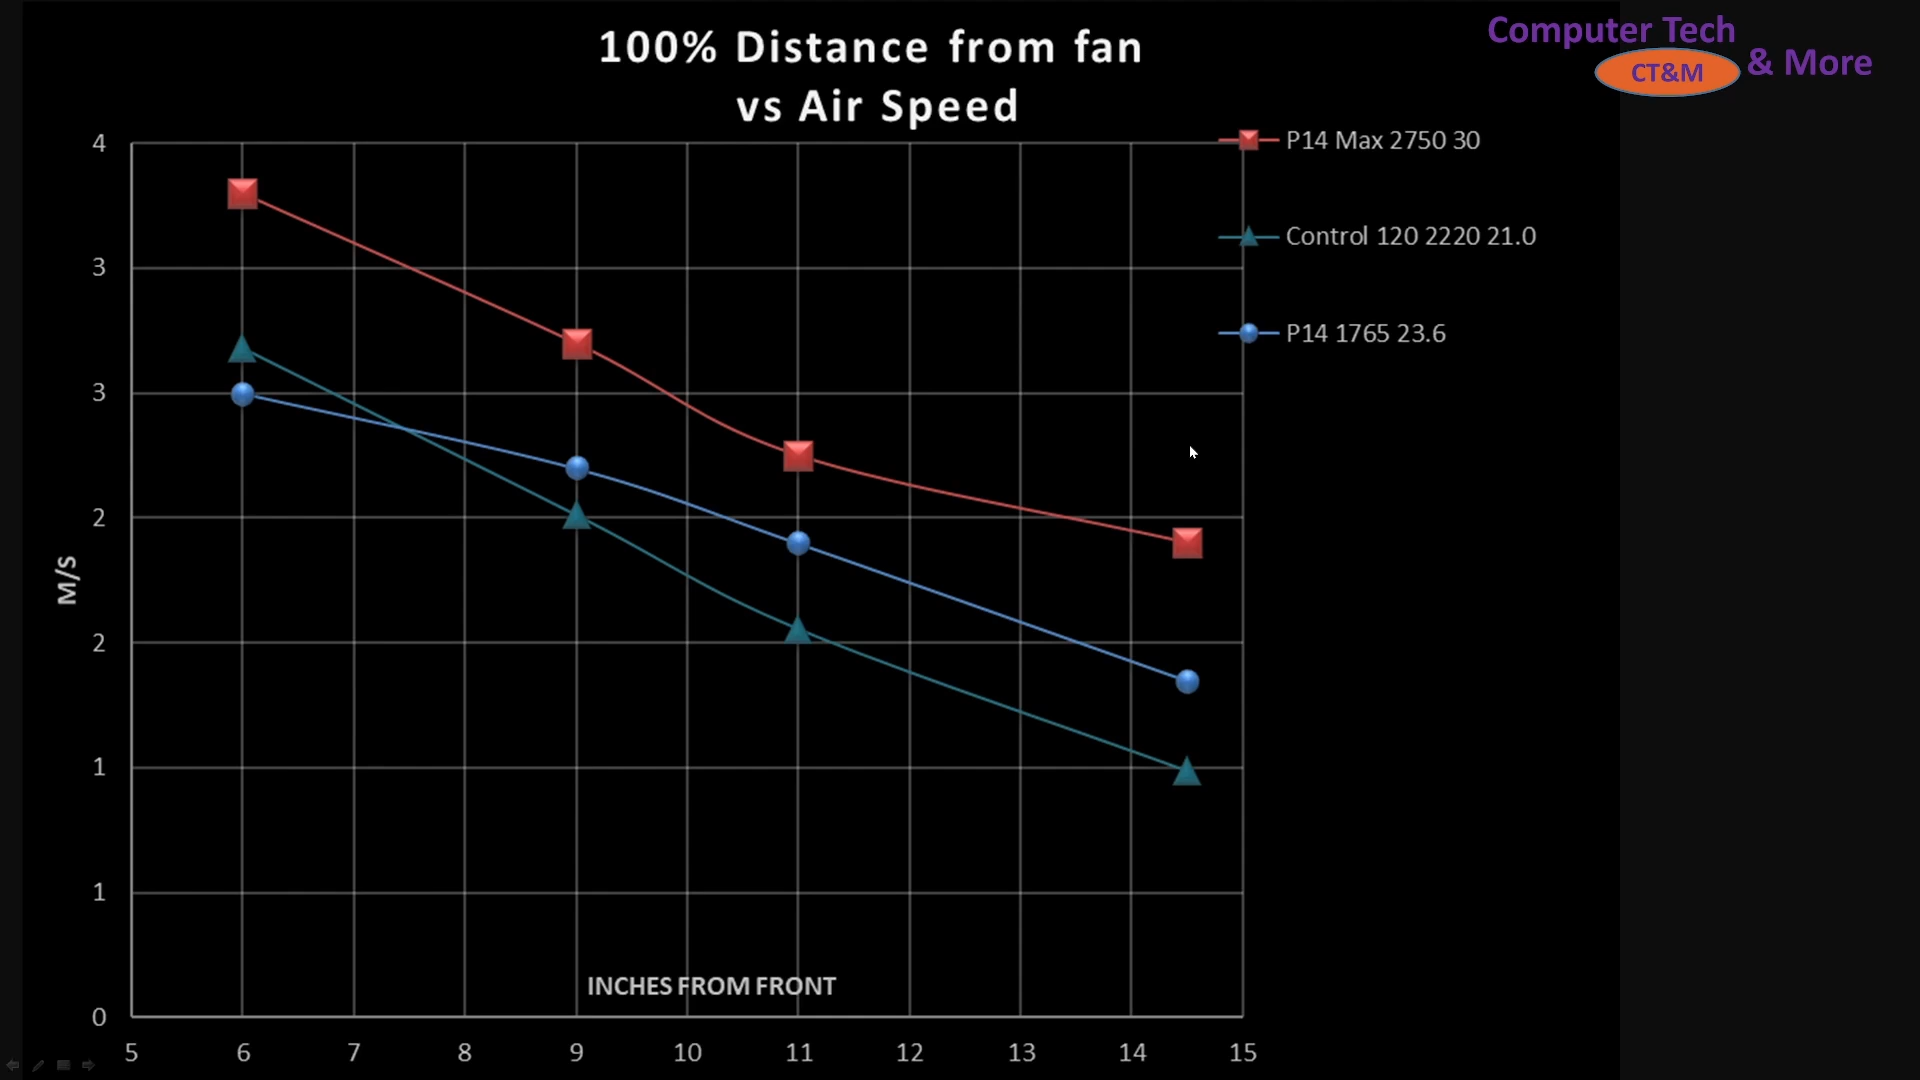 100% Distance from fan
vs Air Speed
Computer Tech
CT&M
& More
P14 Max 2750 30
Control 120 2220 21.0
P14 1765 23.6
4
3
3
2
2
1
1
0
M/S
INCHES FROM FRONT
5 6 7 8 9 10 11 12 13 14 15